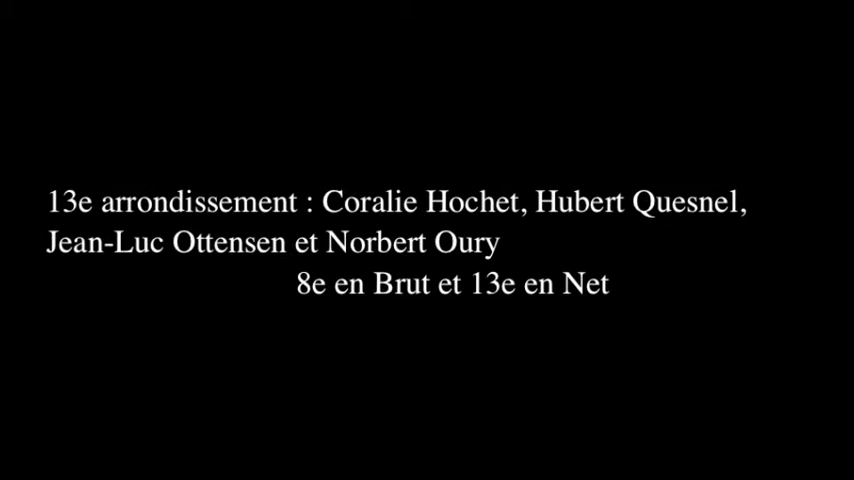 13e arrondissement : Coralie Hochet, Hubert Quesnel,
Jean-Luc Ottensen et Norbert Oury
8e en Brut et 13e en Net